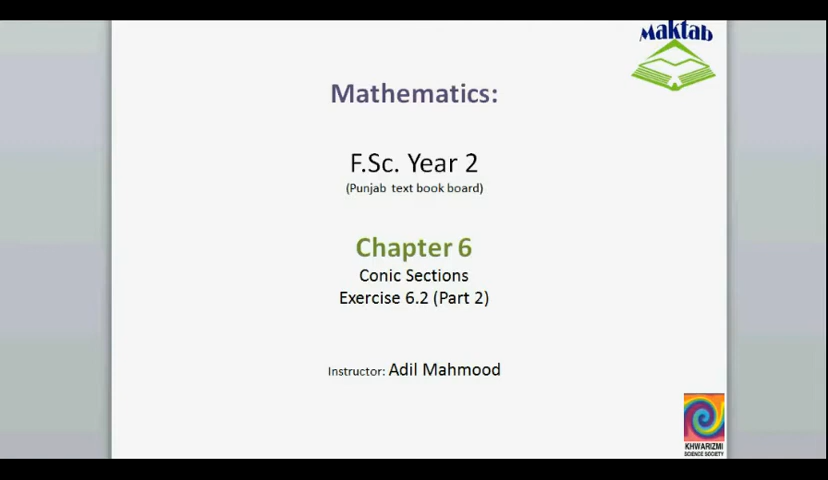 Maktab
Mathematics:
F.Sc. Year 2
(Punjab text book board)
Chapter 6
Conic Sections
Exercise 6.2 (Part 2)
Instructor: Adil Mahmood
KHWARIZMI
SCIENCE SOCIETY